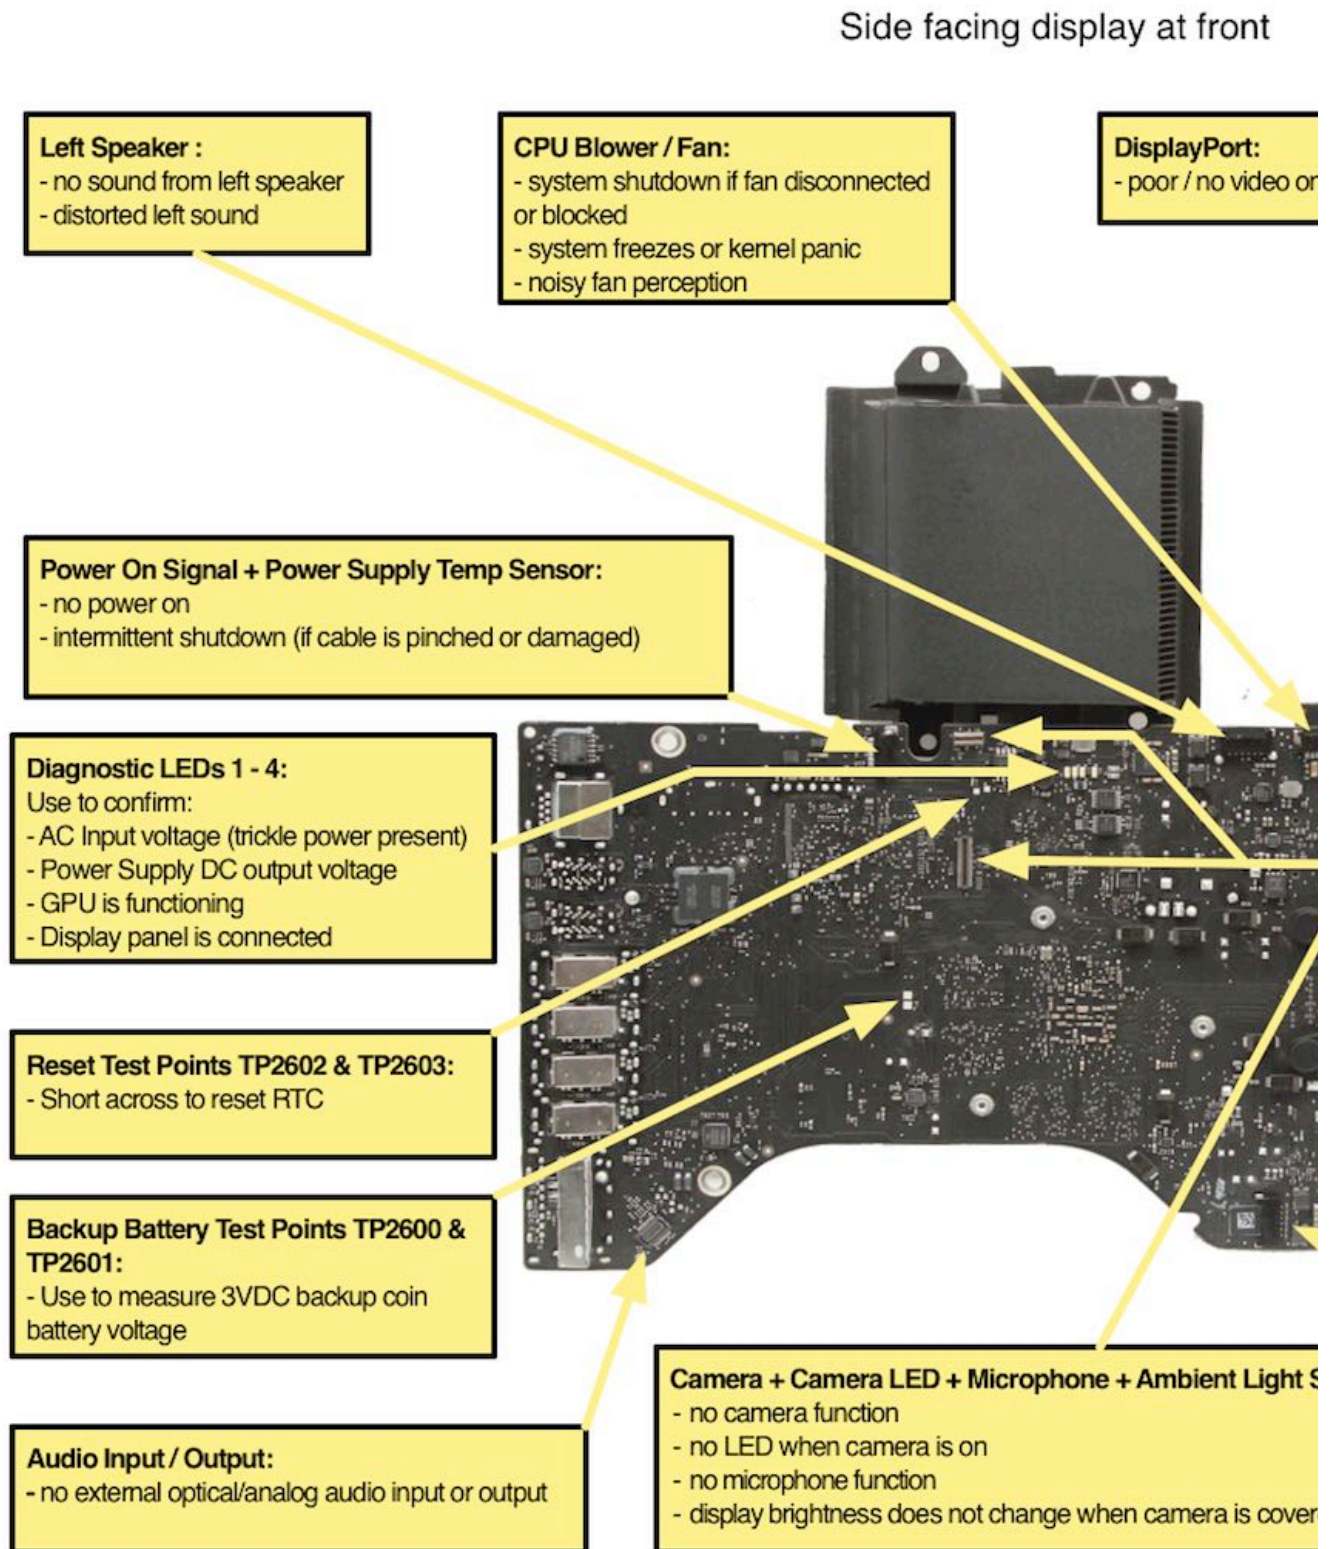 Side facing display at front
Left Speaker :
- no sound from left speaker
- distorted left sound
CPU Blower / Fan:
- system shutdown if fan disconnected
or blocked
- system freezes or kernel panic
- noisy fan perception
DisplayPort:
- poor / no video on
Power On Signal + Power Supply Temp Sensor:
- no power on
- intermittent shutdown (if cable is pinched or damaged)
Diagnostic LEDs 1 - 4:
Use to confirm:
- AC Input voltage (trickle power present)
- Power Supply DC output voltage
- GPU is functioning
- Display panel is connected
Reset Test Points TP2602 & TP2603:
- Short across to reset RTC
Backup Battery Test Points TP2600 &
TP2601:
- Use to measure 3VDC backup coin
battery voltage
Audio Input / Output:
- no external optical/analog audio input or output
Camera + Camera LED + Microphone + Ambient Light S
- no camera function
- no LED when camera is on
- no microphone function
- display brightness does not change when camera is cover